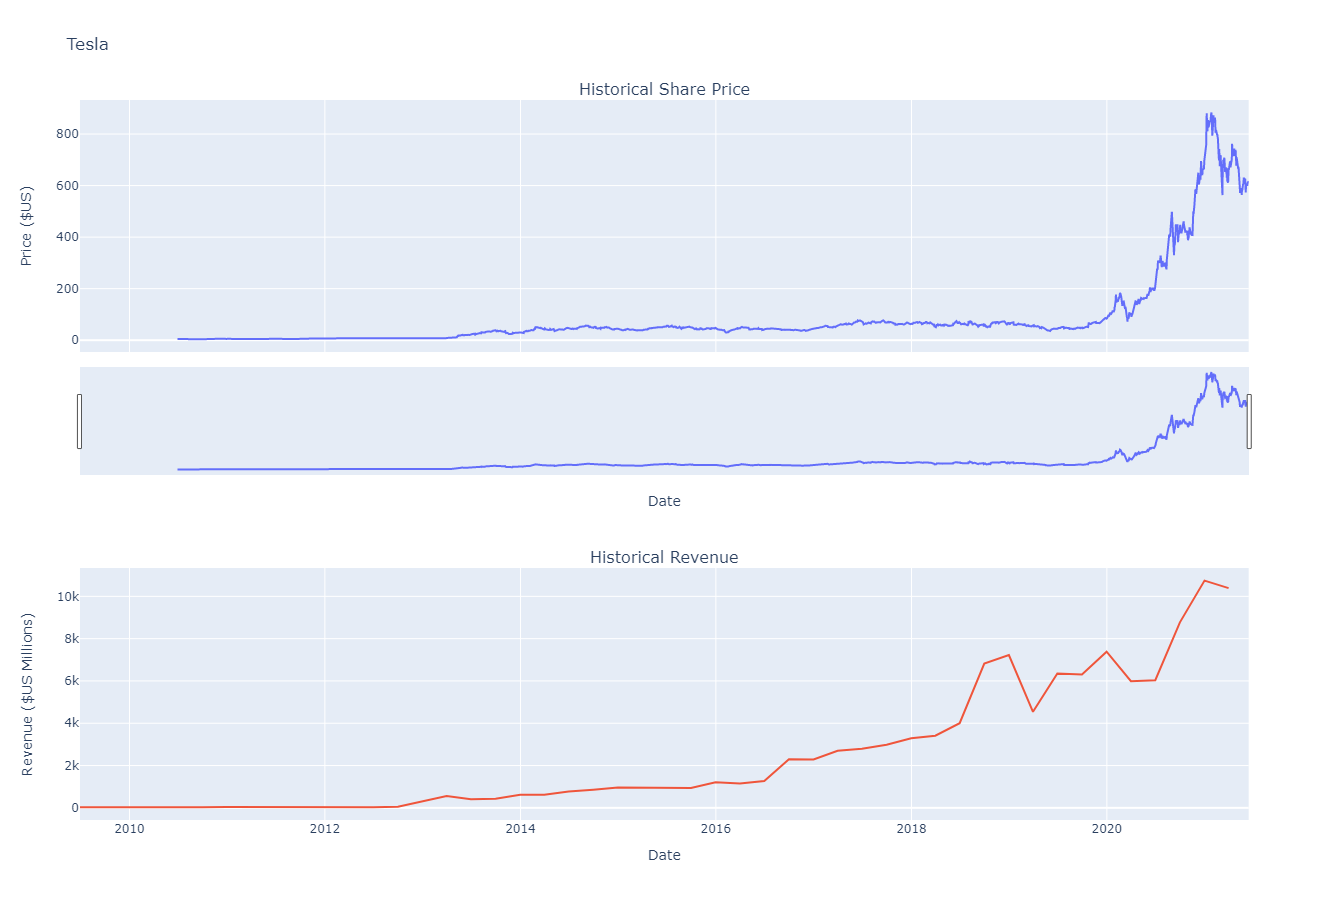 Tesla
Historical Share Price
800
600
400
200
0
Price ($US)
Date
Historical Revenue
10k
8k
6k
4k
2k
0
Revenue ($US Millions)
2010 2012 2014 2016 2018 2020
Date